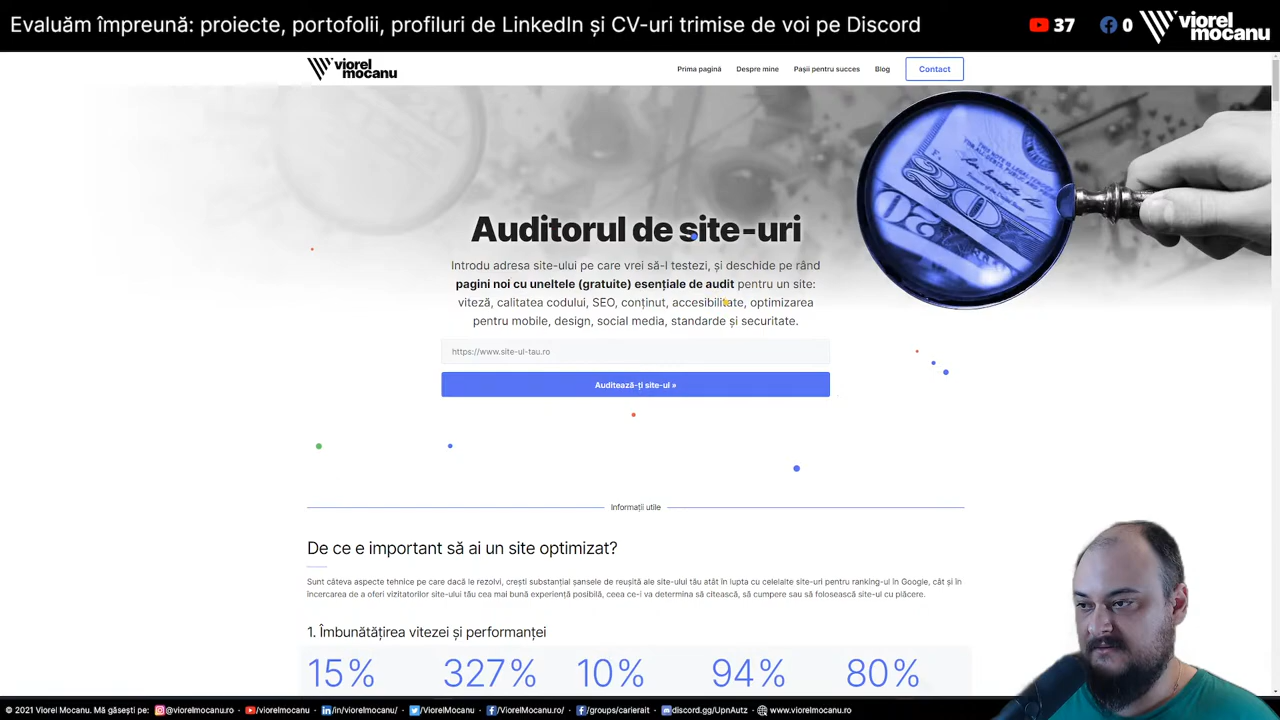 Evaluăm împreună: proiecte, portofolii, profiluri de LinkedIn și CV-uri trimise de voi pe Discord
37
0
viorel
mocanu
viorel
mocanu
Prima pagină
Despre mine
Pașii pentru succes
Blog
Contact
Auditorul de site-uri
Introdu adresa site-ului pe care vrei să-l testezi, și deschide pe rând
pagini noi cu uneltele (gratuite) esențiale de audit pentru un site:
viteză, calitatea codului, SEO, conținut, accesibilitate, optimizarea
pentru mobile, design, social media, standarde și securitate.
https://www.site-ul-tau.ro
Auditează-ți site-ul »
Informații utile
De ce e important să ai un site optimizat?
Sunt câteva aspecte tehnice pe care dacă le rezolvi, crești substanțial șansele de reușită ale site-ului tău atât în lupta cu celelalte site-uri pentru ranking-ul în Google, cât și în
încercarea de a oferi vizitatorilor site-ului tău cea mai bună experiență posibilă, ceea ce-i va determina să citească, să cumpere sau să folosească site-ul cu plăcere.
1. Îmbunătățirea vitezei și performanței
15%
327%
10%
94%
80%
© 2021 Viorel Mocanu. Mă găsești pe:
@viorelmocanu.ro
/viorelmocanu
/in/viorelmocanu/
/ViorelMocanu
/ViorelMocanu.ro/
/groups/carierait
discord.gg/UpnAutz
www.viorelmocanu.ro